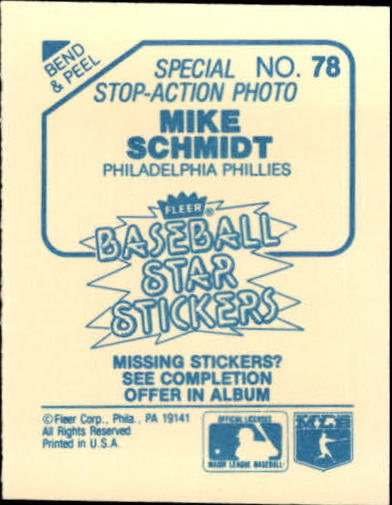 BEND
& PEEL
SPECIAL NO. 78
STOP-ACTION PHOTO
MIKE
SCHMIDT
PHILADELPHIA PHILLIES
FLEER®
BASEBALL
STAR
STICKERS
MISSING STICKERS?
SEE COMPLETION
OFFER IN ALBUM
© Fleer Corp., Phila., PA 19141
All Rights Reserved
Printed in U.S.A.
OFFICIAL LICENSEE
MAJOR LEAGUE BASEBALL